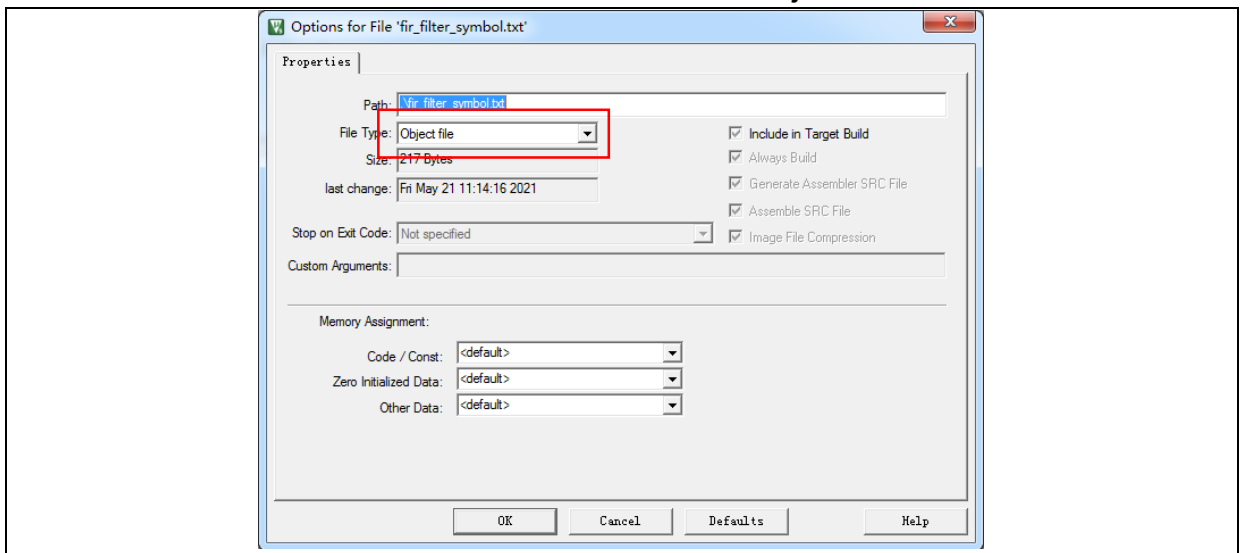 Options for File 'fir_filter_symbol.txt'
Properties
Path: .\fir_filter_symbol.txt
File Type: Object file
Include in Target Build
Size: 217 Bytes
Always Build
last change: Fri May 21 11:14:16 2021
Generate Assembler SRC File
Assemble SRC File
Stop on Exit Code: Not specified
Image File Compression
Custom Arguments:
Memory Assignment:
Code / Const: <default>
Zero Initialized Data: <default>
Other Data: <default>
OK Cancel Defaults Help